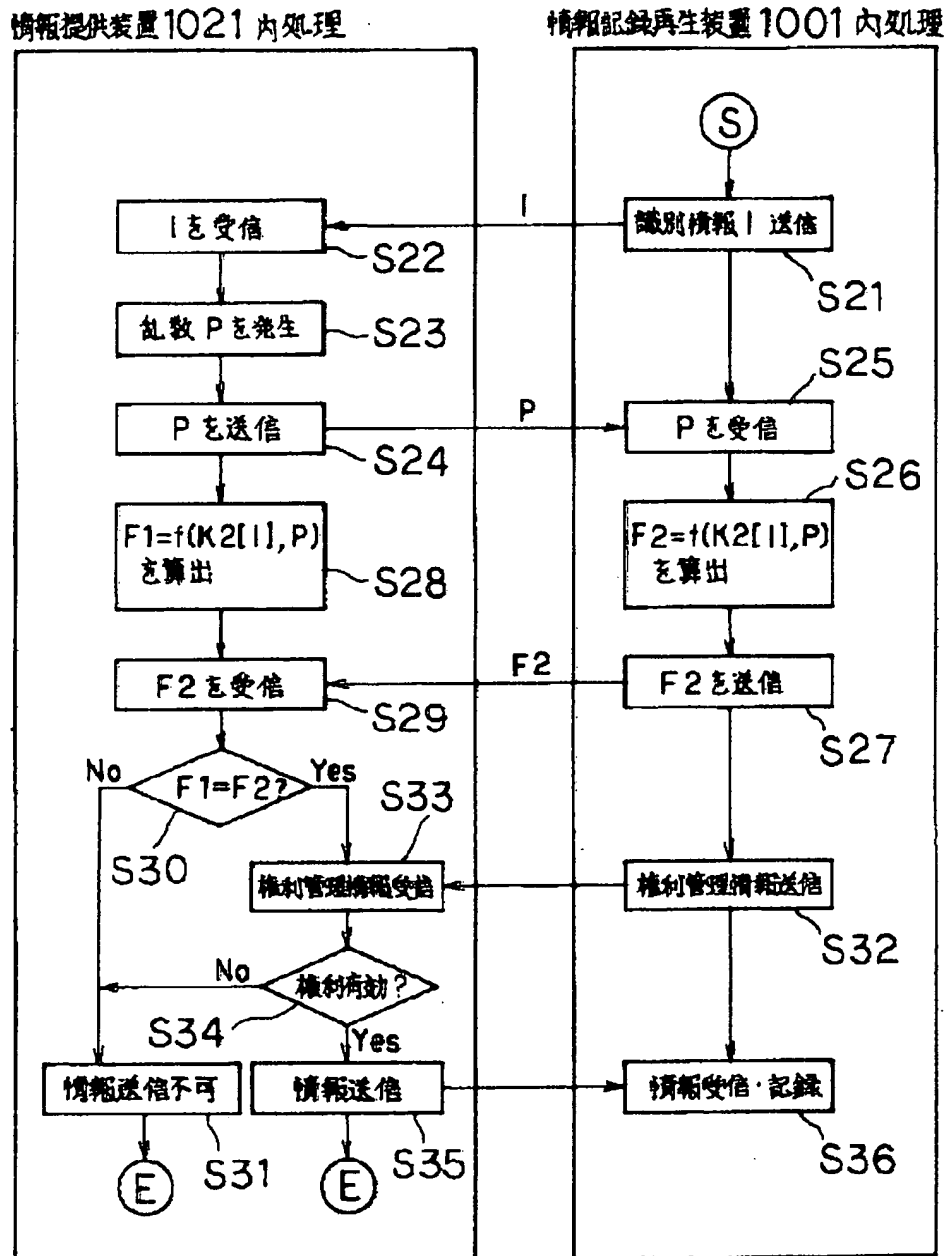 情報提供装置1021内処理
情報記録再生装置1001内処理
S
Iを受信
I
識別情報I送信
S22
S21
乱数Pを発生
S23
S25
Pを送信
P
Pを受信
S24
S26
F1=f(K2[I],P)
を算出
F2=f(K2[I],P)
を算出
S28
F2を受信
F2
F2を送信
S29
S27
No
F1=F2?
Yes
S33
S30
権利管理情報受信
権利管理情報送信
S32
No
権利有効?
S34
Yes
情報送信不可
情報送信
情報受信・記録
S31
S35
S36
E
E